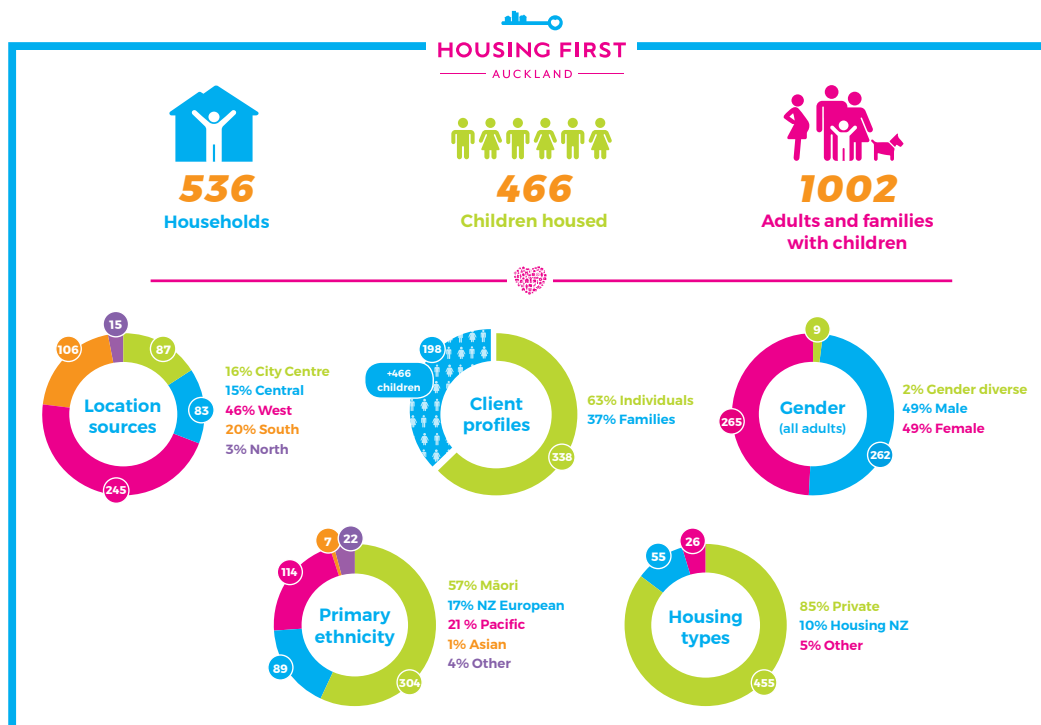 HOUSING FIRST
AUCKLAND
536
Households
466
Children housed
1002
Adults and families
with children
15
106
87
83
245
Location
sources
16% City Centre
15% Central
46% West
20% South
3% North
198
+466
children
338
Client
profiles
63% Individuals
37% Families
9
265
262
Gender
(all adults)
2% Gender diverse
49% Male
49% Female
7
22
114
89
304
Primary
ethnicity
57% Māori
17% NZ European
21 % Pacific
1% Asian
4% Other
55
26
455
Housing
types
85% Private
10% Housing NZ
5% Other